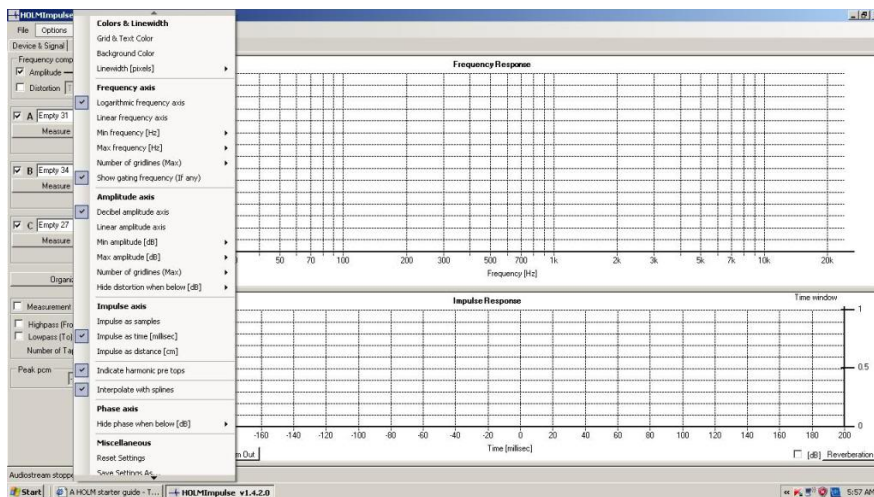 HOLMImpulse
File Options
Device & Signal
Frequency comp
Amplitude
Distortion
A Empty 31
Measure
B Empty 34
Measure
C Empty 27
Measure
Organi
Measurement
Highpass (Fro
Lowpass (To)
Number of Tap
Peak pcm
Audiostream stoppe
Colors & Linewidth
Grid & Text Color
Background Color
Linewidth [pixels]
Frequency axis
Logarithmic frequency axis
Linear frequency axis
Min frequency [Hz]
Max frequency [Hz]
Number of gridlines (Max)
Show gating frequency (If any)
Amplitude axis
Decibel amplitude axis
Linear amplitude axis
Min amplitude [dB]
Max amplitude [dB]
Number of gridlines (Max)
Hide distortion when below [dB]
Impulse axis
Impulse as samples
Impulse as time [millisec]
Impulse as distance [cm]
Indicate harmonic pre tops
Interpolate with splines
Phase axis
Hide phase when below [dB]
Miscellaneous
Reset Settings
Save Settings As..
Frequency Response
50 70 100 200 300 500 700 1k 2k 3k 5k 7k 10k 20k
Frequency [Hz]
Impulse Response
Time window
1
0.5
0
-160 -140 -120 -100 -80 -60 -40 -20 0 20 40 60 80 100 120 140 160 180 200
Time [millisec]
m Out
[dB] Reverberation
Start A HOLM starter guide - T... HOLMImpulse v1.4.2.0 5:57 AM